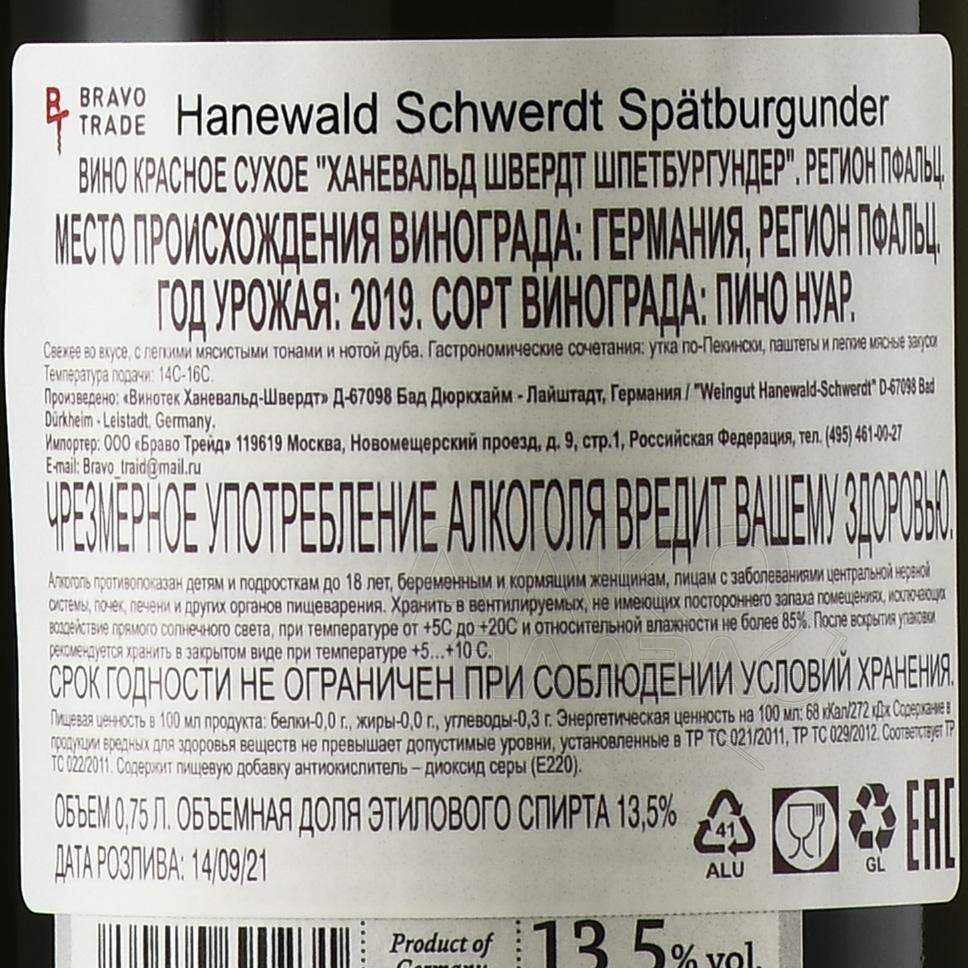 BRAVO
TRADE
Hanewald Schwerdt Spätburgunder
ВИНО КРАСНОЕ СУХОЕ "ХАНЕВАЛЬД ШВЕРДТ ШПЕТБУРГУНДЕР". РЕГИОН ПФАЛЬЦ.
МЕСТО ПРОИСХОЖДЕНИЯ ВИНОГРАДА: ГЕРМАНИЯ, РЕГИОН ПФАЛЬЦ.
ГОД УРОЖАЯ: 2019. СОРТ ВИНОГРАДА: ПИНО НУАР.
Свежее во вкусе, с легкими мясистыми тонами и нотой дуба. Гастрономические сочетания: утка по-Пекински, паштеты и легкие мясные закуски
Температура подачи: 14С-16С.
Произведено: «Винотек Ханевальд-Швердт» Д-67098 Бад Дюркхайм - Лайштадт, Германия / "Weingut Hanewald-Schwerdt" D-67098 Bad
Dürkheim - Leistadt, Germany.
Импортер: ООО «Браво Трейд» 119619 Москва, Новомещерский проезд, д. 9, стр.1, Российская Федерация, тел. (495) 461-00-27
E-mail: Bravo_traid@mail.ru
ЧРЕЗМЕРНОЕ УПОТРЕБЛЕНИЕ АЛКОГОЛЯ ВРЕДИТ ВАШЕМУ ЗДОРОВЬЮ.
Алкоголь противопоказан детям и подросткам до 18 лет, беременным и кормящим женщинам, лицам с заболеваниями центральной нервной
системы, почек, печени и других органов пищеварения. Хранить в вентилируемых, не имеющих постороннего запаха помещениях, исключающих
воздействие прямого солнечного света, при температуре от +5С до +20С и относительной влажности не более 85%. После вскрытия упаковки
рекомендуется хранить в закрытом виде при температуре +5...+10 С.
СРОК ГОДНОСТИ НЕ ОГРАНИЧЕН ПРИ СОБЛЮДЕНИИ УСЛОВИЙ ХРАНЕНИЯ.
Пищевая ценность в 100 мл продукта: белки-0,0 г., жиры-0,0 г., углеводы-0,3 г. Энергетическая ценность на 100 мл: 68 кКал/272 кДж Содержание в
продукции вредных для здоровья веществ не превышает допустимые уровни, установленные в ТР ТС 021/2011, ТР ТС 029/2012. Соответствует ТР
ТС 022/2011. Содержит пищевую добавку антиокислитель – диоксид серы (Е220).
ОБЪЕМ 0,75 Л. ОБЪЕМНАЯ ДОЛЯ ЭТИЛОВОГО СПИРТА 13,5%
ДАТА РОЗЛИВА: 14/09/21
41
ALU
GL
EAC
Product of
Germany
13,5% vol.